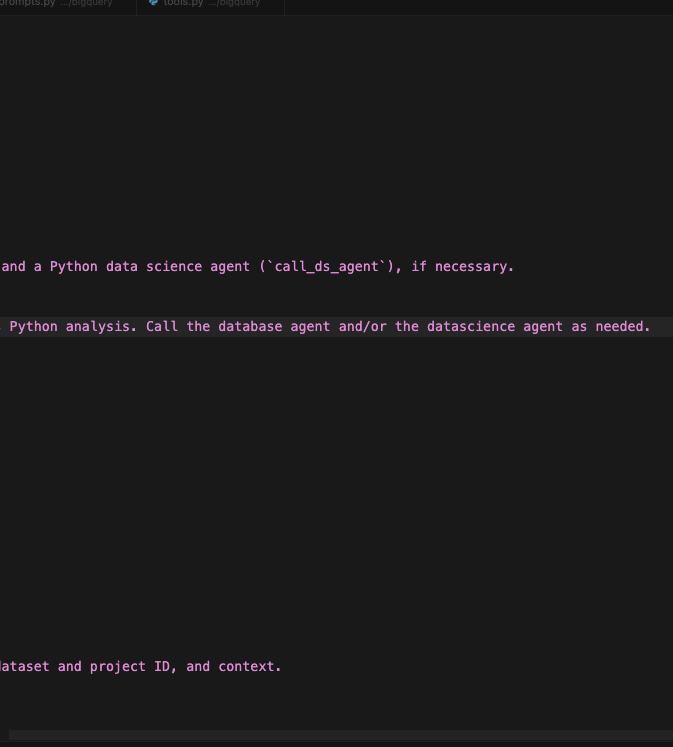 prompts.py .../bigquery tools.py .../bigquery
and a Python data science agent (`call_ds_agent`), if necessary.
Python analysis. Call the database agent and/or the datascience agent as needed.
dataset and project ID, and context.